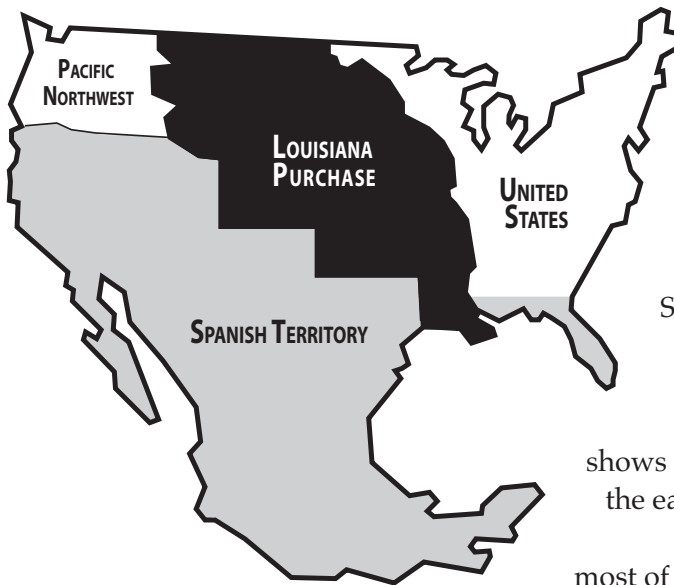 PACIFIC
NORTHWEST
LOUISIANA
PURCHASE
UNITED
STATES
SPANISH TERRITORY
S
shows
the ea
most of